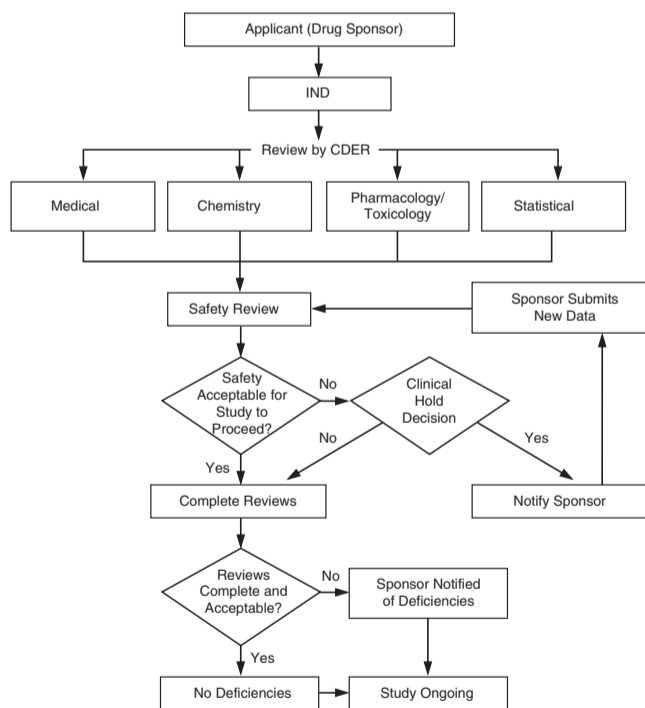 Applicant (Drug Sponsor)
IND
Review by CDER
Medical
Chemistry
Pharmacology/
Toxicology
Statistical
Safety Review
Sponsor Submits
New Data
Safety
Acceptable for
Study to
Proceed?
No
Clinical
Hold
Decision
No
Yes
Yes
Complete Reviews
Notify Sponsor
Reviews
Complete and
Acceptable?
No
Sponsor Notified
of Deficiencies
Yes
No Deficiencies
Study Ongoing